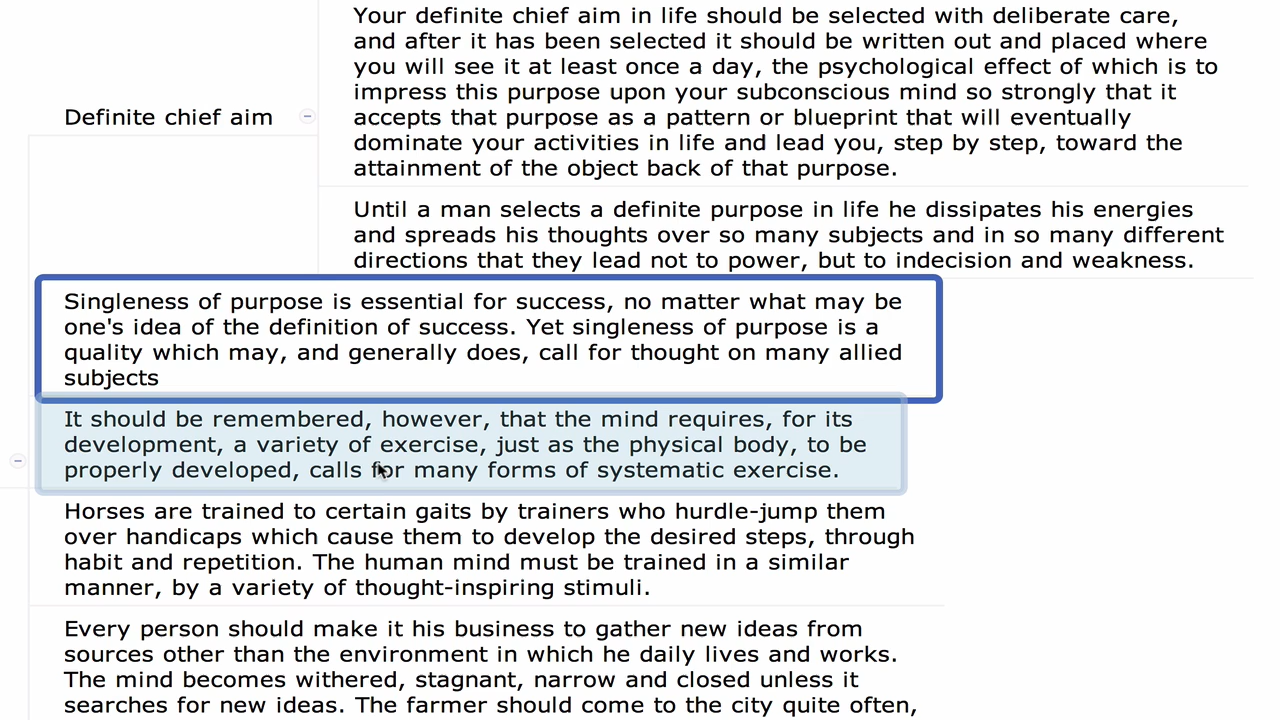 Your definite chief aim in life should be selected with deliberate care,
and after it has been selected it should be written out and placed where
you will see it at least once a day, the psychological effect of which is to
impress this purpose upon your subconscious mind so strongly that it
accepts that purpose as a pattern or blueprint that will eventually
dominate your activities in life and lead you, step by step, toward the
attainment of the object back of that purpose.
Definite chief aim
Until a man selects a definite purpose in life he dissipates his energies
and spreads his thoughts over so many subjects and in so many different
directions that they lead not to power, but to indecision and weakness.
Singleness of purpose is essential for success, no matter what may be
one's idea of the definition of success. Yet singleness of purpose is a
quality which may, and generally does, call for thought on many allied
subjects
It should be remembered, however, that the mind requires, for its
development, a variety of exercise, just as the physical body, to be
properly developed, calls for many forms of systematic exercise.
Horses are trained to certain gaits by trainers who hurdle-jump them
over handicaps which cause them to develop the desired steps, through
habit and repetition. The human mind must be trained in a similar
manner, by a variety of thought-inspiring stimuli.
Every person should make it his business to gather new ideas from
sources other than the environment in which he daily lives and works.
The mind becomes withered, stagnant, narrow and closed unless it
searches for new ideas. The farmer should come to the city quite often,